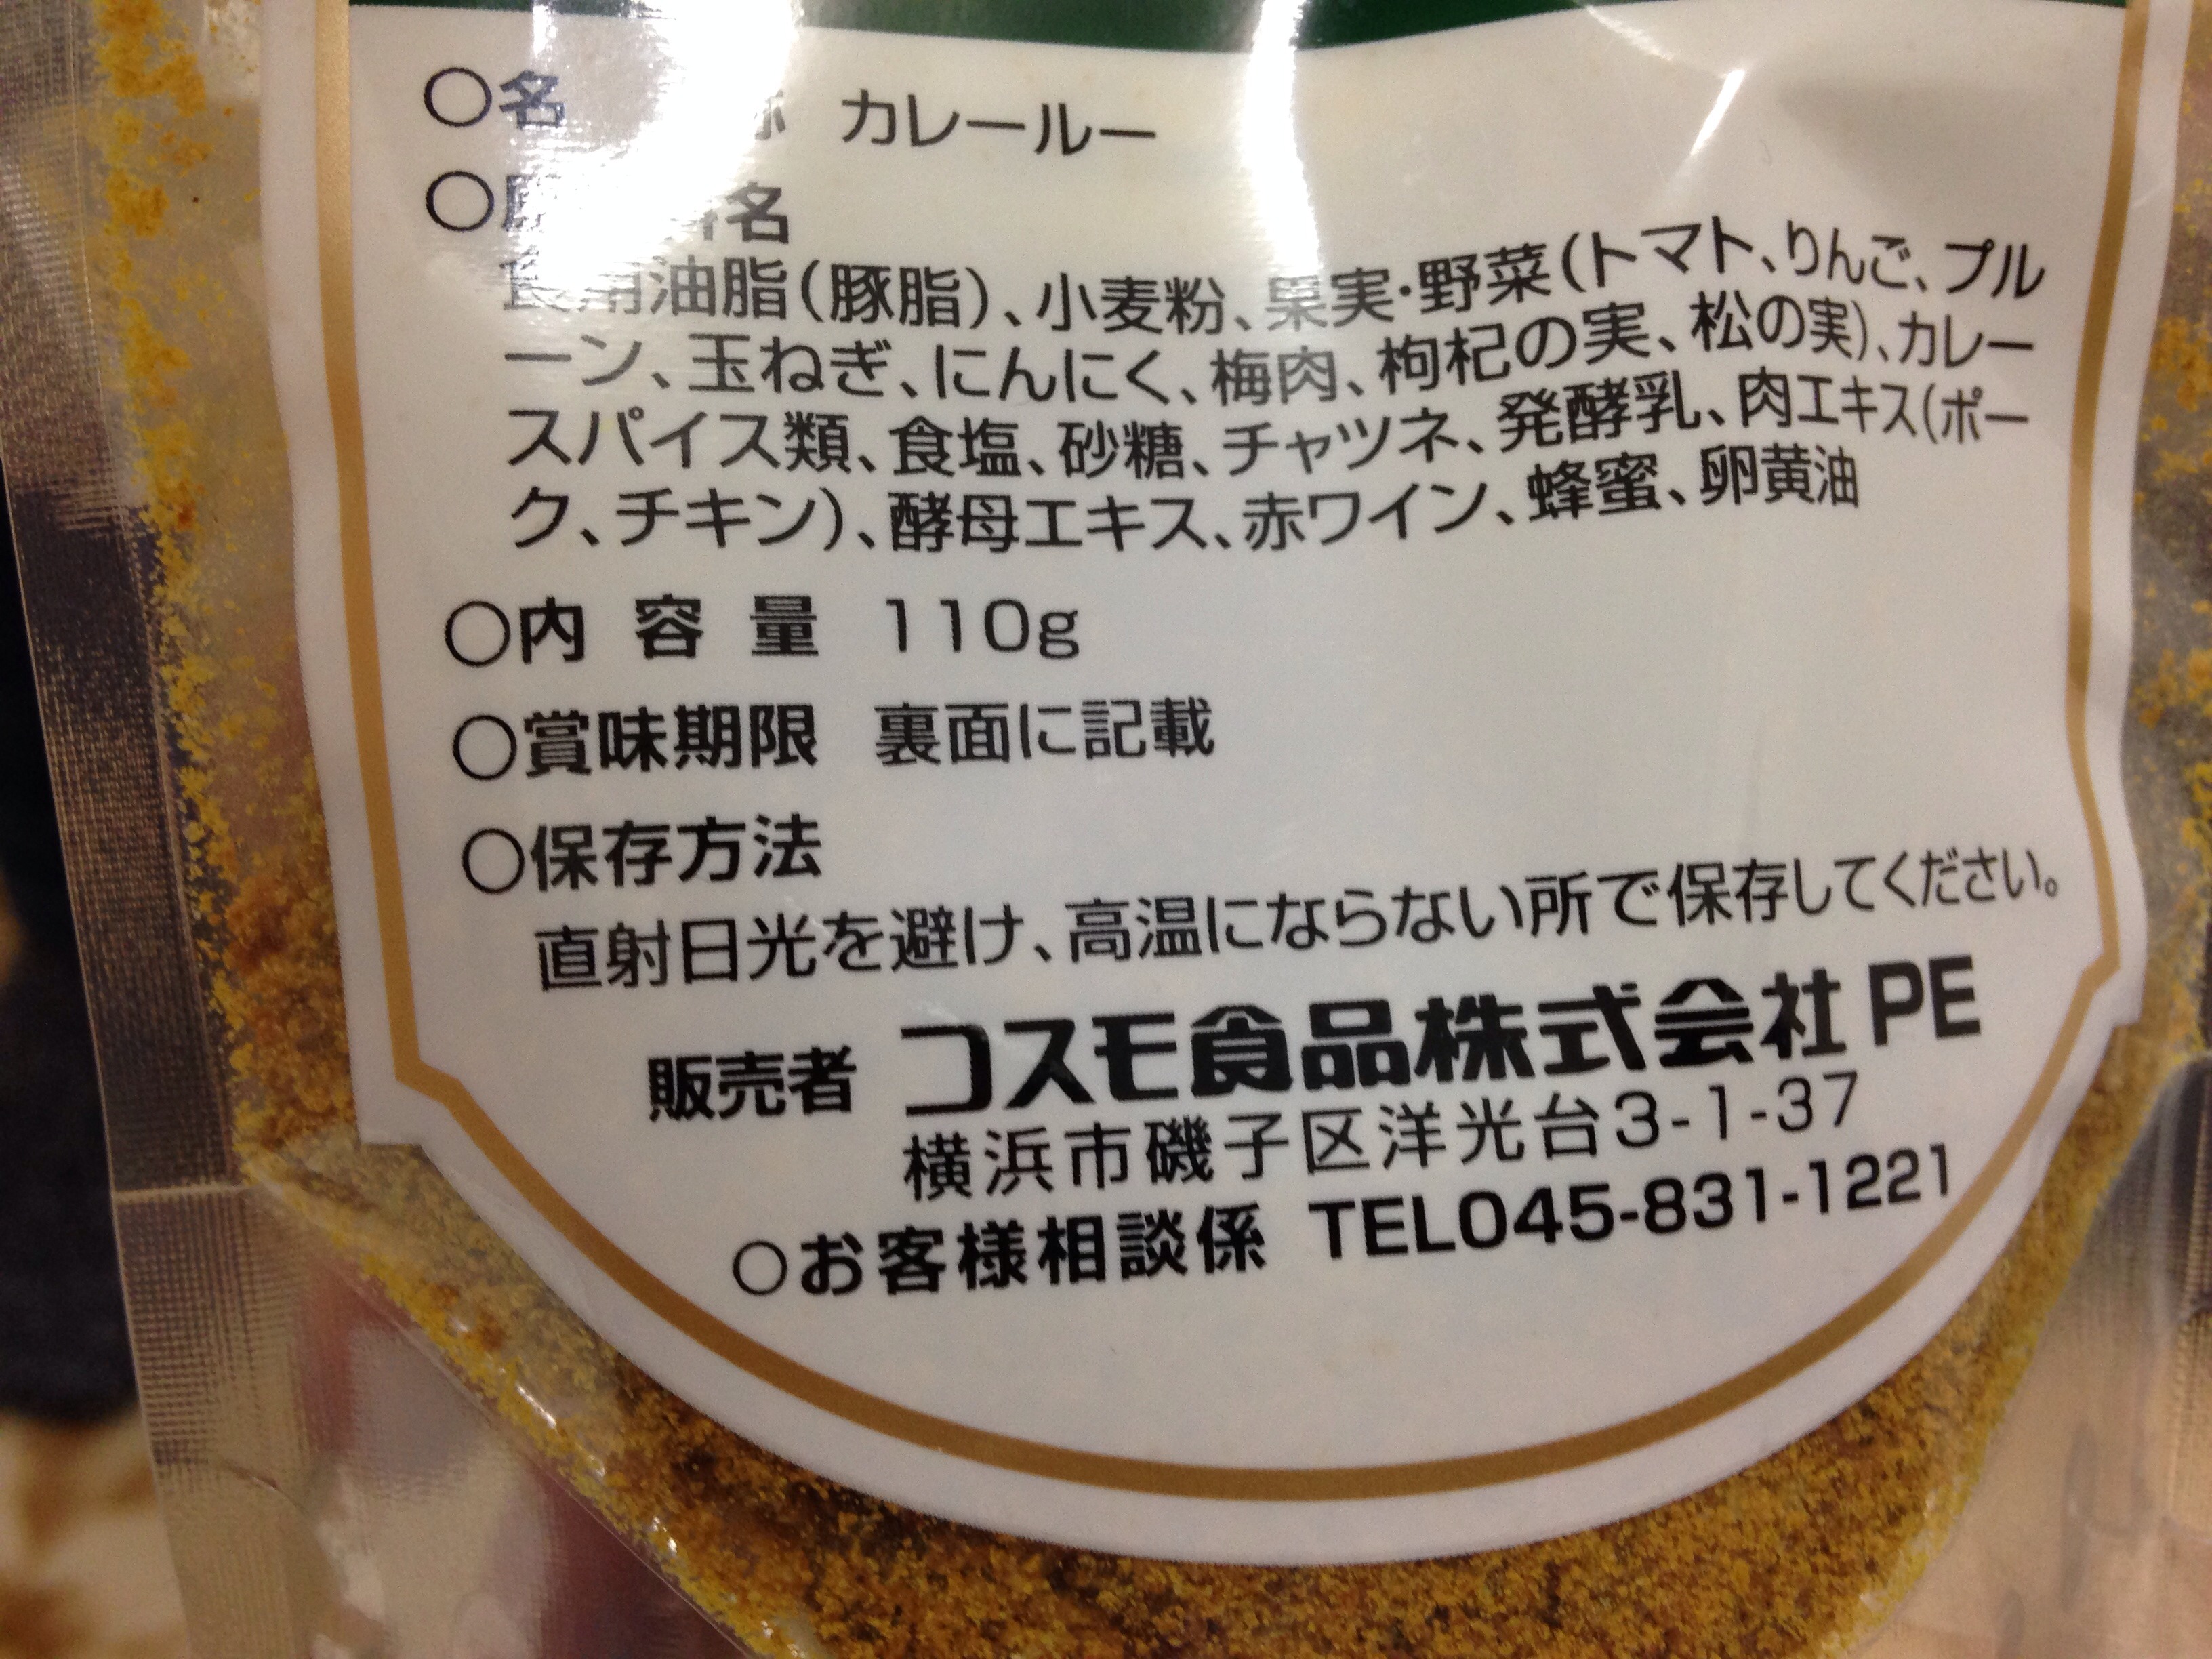 ○名 称 カレールー
○原材料名
食用油脂(豚脂)、小麦粉、果実・野菜(トマト、りんご、プル
ーン、玉ねぎ、にんにく、梅肉、枸杞の実、松の実)、カレー
スパイス類、食塩、砂糖、チャツネ、発酵乳、肉エキス(ポー
ク、チキン)、酵母エキス、赤ワイン、蜂蜜、卵黄油
○内容量 110g
○賞味期限 裏面に記載
○保存方法
直射日光を避け、高温にならない所で保存してください。
販売者 コスモ食品株式会社 PE
横浜市磯子区洋光台3-1-37
○お客様相談係 TEL045-831-1221